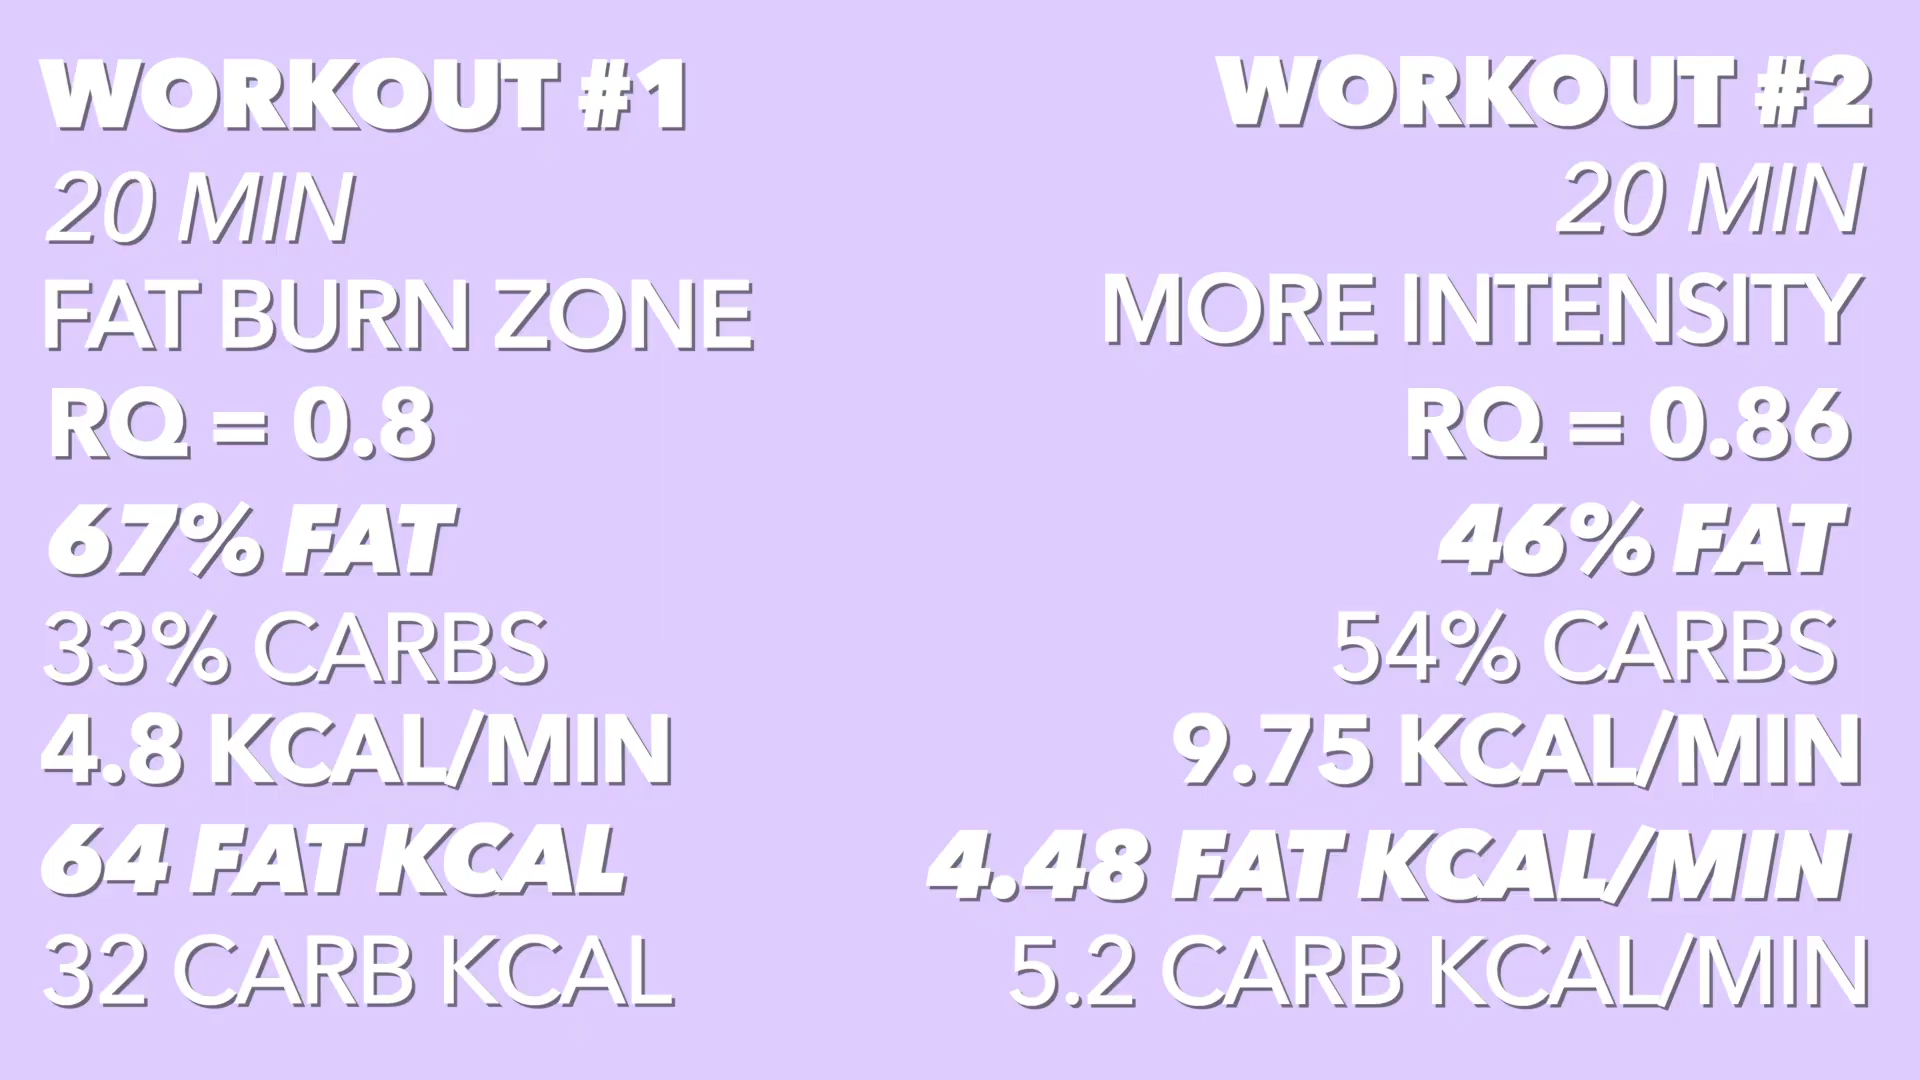 WORKOUT #1
20 MIN
FAT BURN ZONE
RQ = 0.8
67% FAT
33% CARBS
4.8 KCAL/MIN
64 FAT KCAL
32 CARB KCAL
WORKOUT #2
20 MIN
MORE INTENSITY
RQ = 0.86
46% FAT
54% CARBS
9.75 KCAL/MIN
4.48 FAT KCAL/MIN
5.2 CARB KCAL/MIN